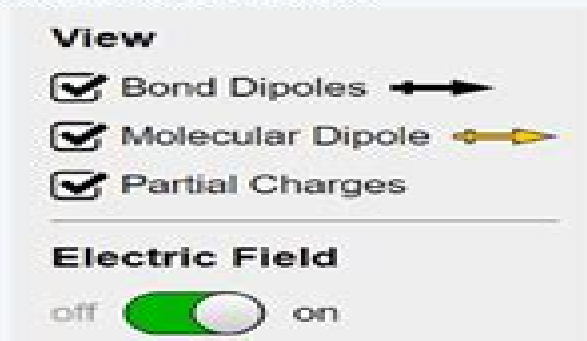 View
Bond Dipoles
Molecular Dipole
Partial Charges
Electric Field
off on